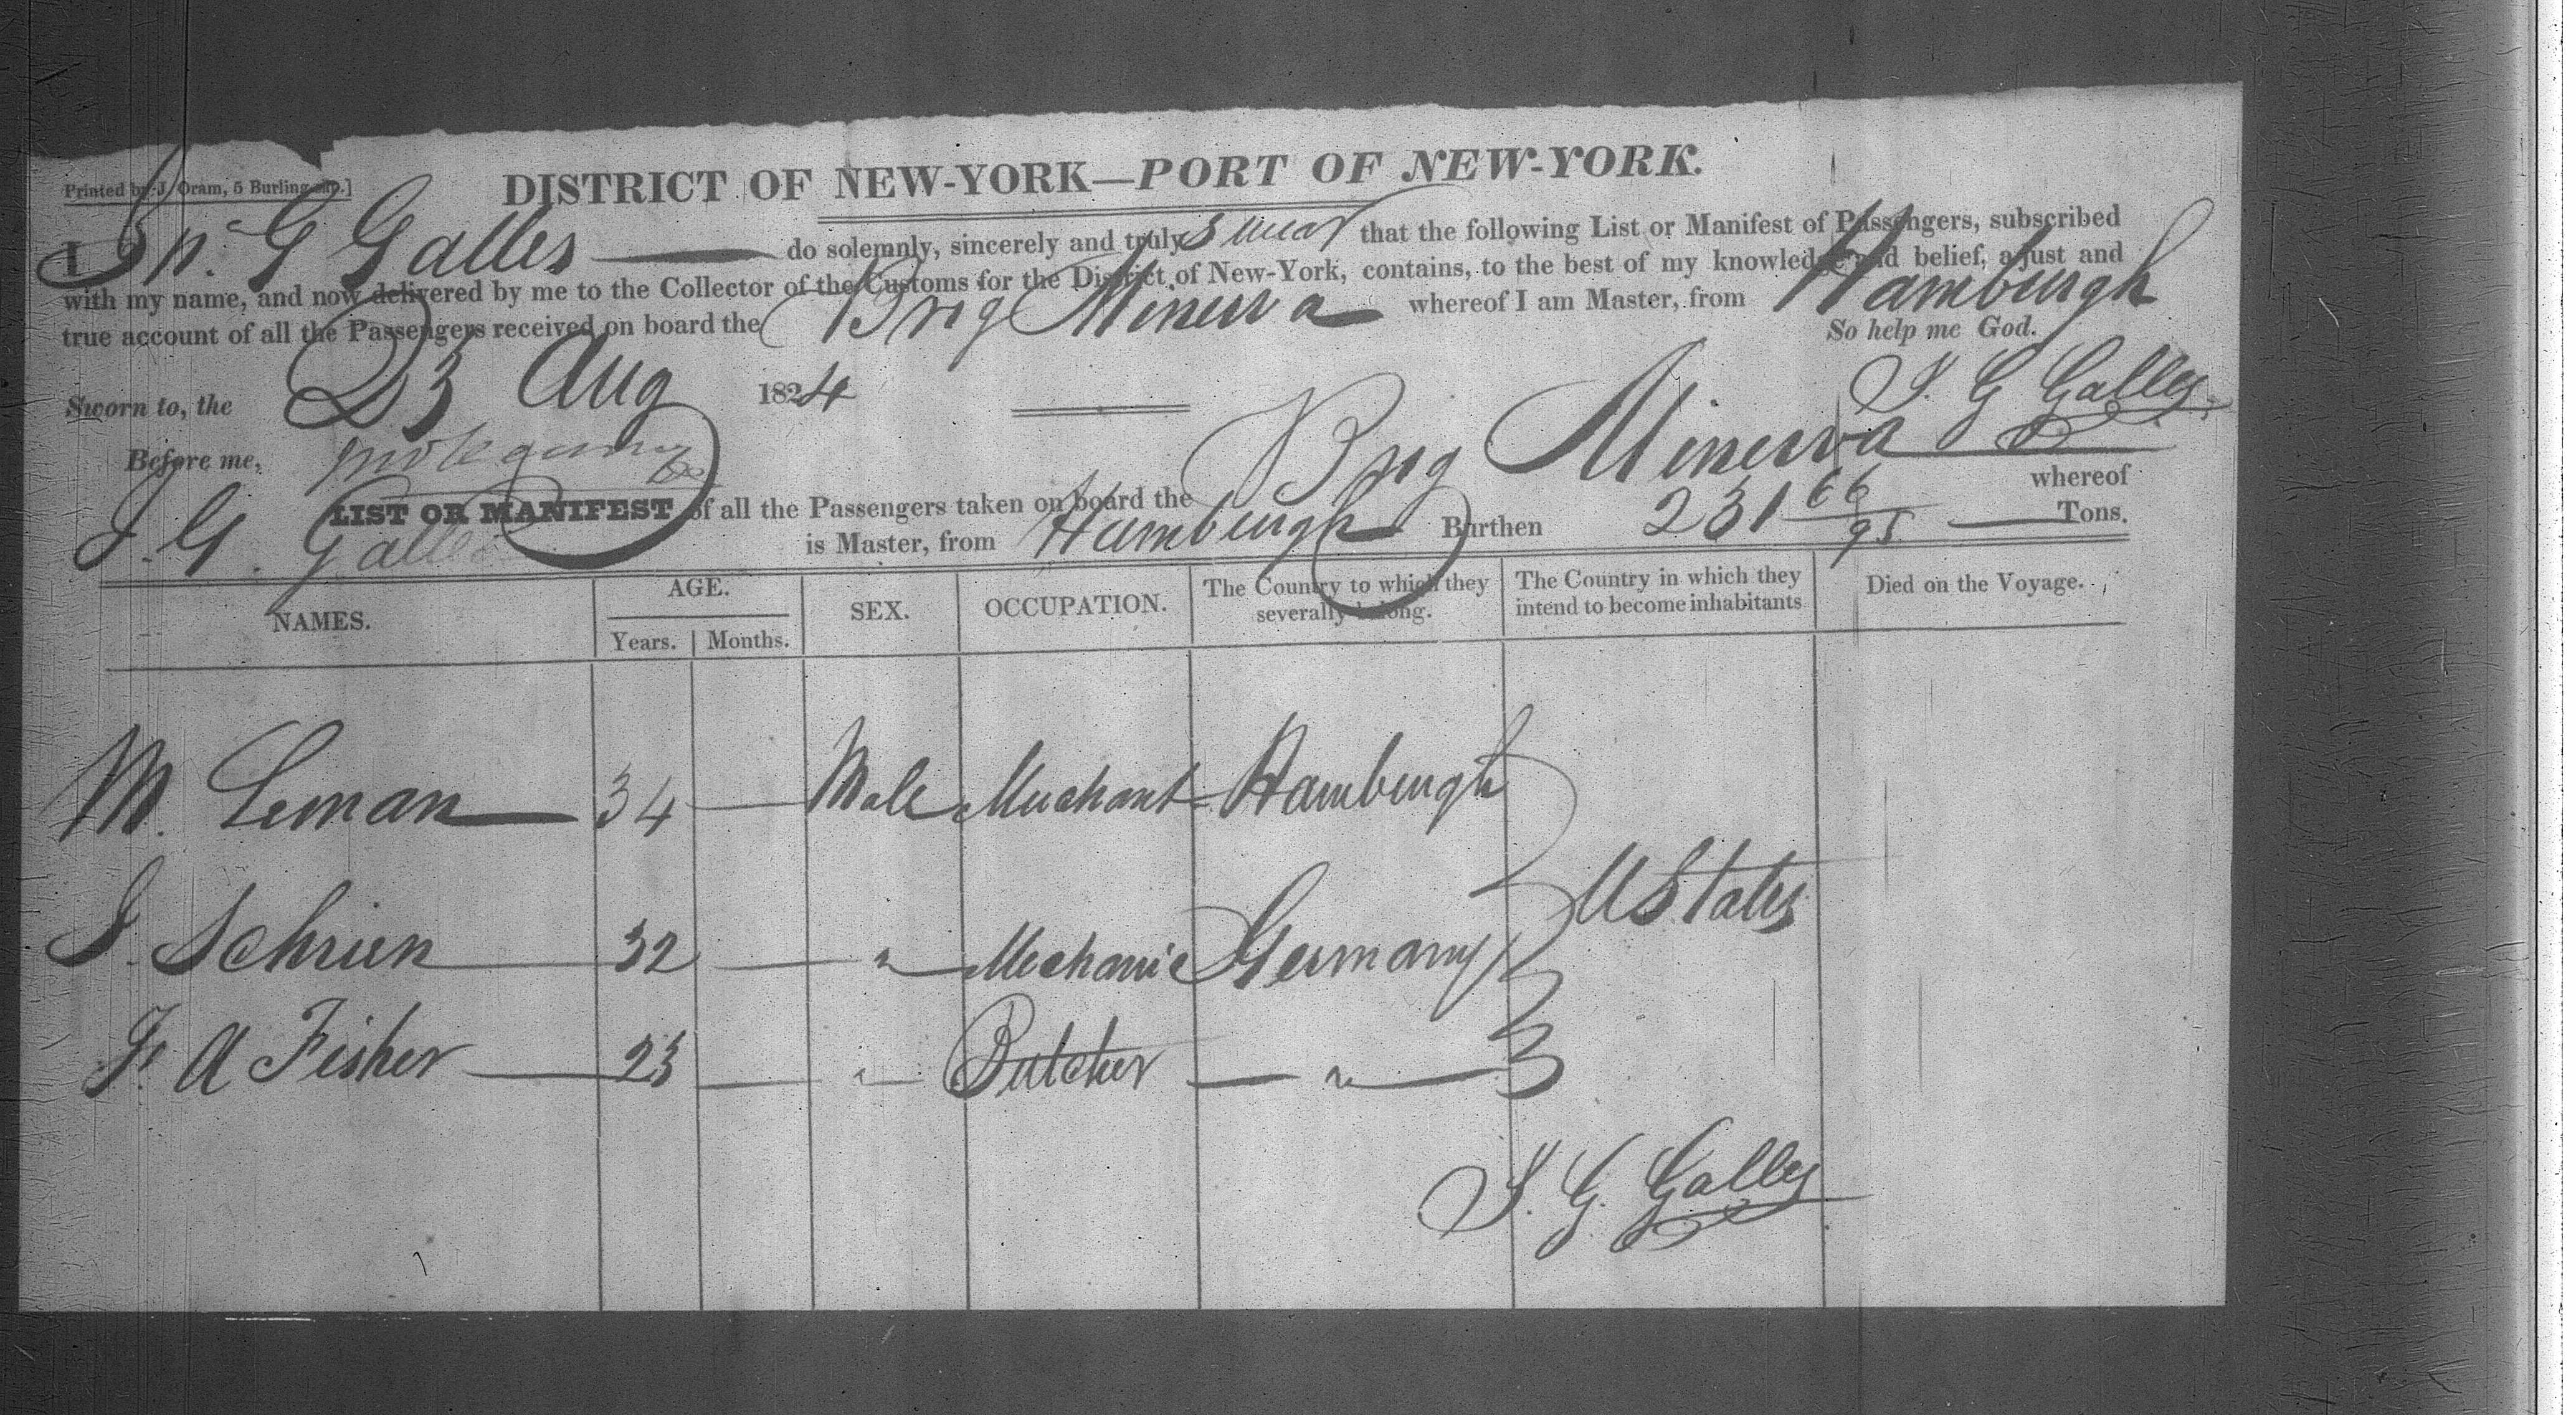 DISTRICT OF NEW-YORK—PORT OF NEW-YORK.
Printed by J. Oram, 5 Burling-slip.]
I Jn. G Galles do solemnly, sincerely and truly swear that the following List or Manifest of Passengers, subscribed
with my name, and now delivered by me to the Collector of the Customs for the District of New-York, contains, to the best of my knowledge and belief, a just and
true account of all the Passengers received on board the Brig Minerva whereof I am Master, from Hamburgh
So help me God.
Sworn to, the 23 Aug 1824
J. G Galles
Before me,
LIST OR MANIFEST of all the Passengers taken on board the Brig Minerva whereof
J. G. Galles is Master, from Hamburgh Burthen 231 66/95 Tons.
NAMES. AGE. SEX. OCCUPATION. The Country to which they severally belong. The Country in which they intend to become inhabitants Died on the Voyage.
Years. Months.
M. Leman 34 — Male Merchant Hamburgh
U States
J. Schrien 32 — " Mechanic Germany
F. A Fisher 23 — " Butcher — " —
J. G. Galles